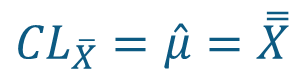 CL_X̄ = μ̂ = X̿